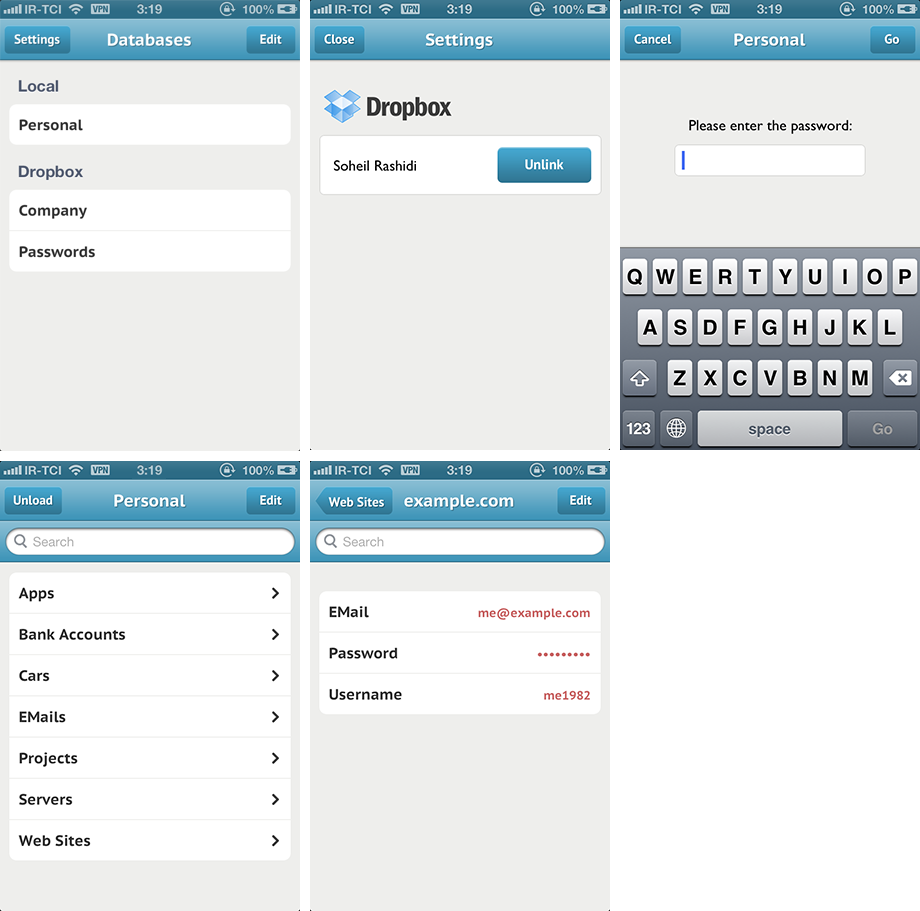 IR-TCI VPN 3:19 100%
Settings Databases Edit
Local
Personal
Dropbox
Company
Passwords
IR-TCI VPN 3:19 100%
Close Settings
Dropbox
Soheil Rashidi Unlink
IR-TCI VPN 3:19 100%
Cancel Personal Go
Please enter the password:
Q W E R T Y U I O P
A S D F G H J K L
Z X C V B N M
123 space Go
IR-TCI VPN 3:19 100%
Unload Personal Edit
Search
Apps
Bank Accounts
Cars
EMails
Projects
Servers
Web Sites
IR-TCI VPN 3:19 100%
Web Sites example.com Edit
Search
EMail me@example.com
Password •••••••••
Username me1982